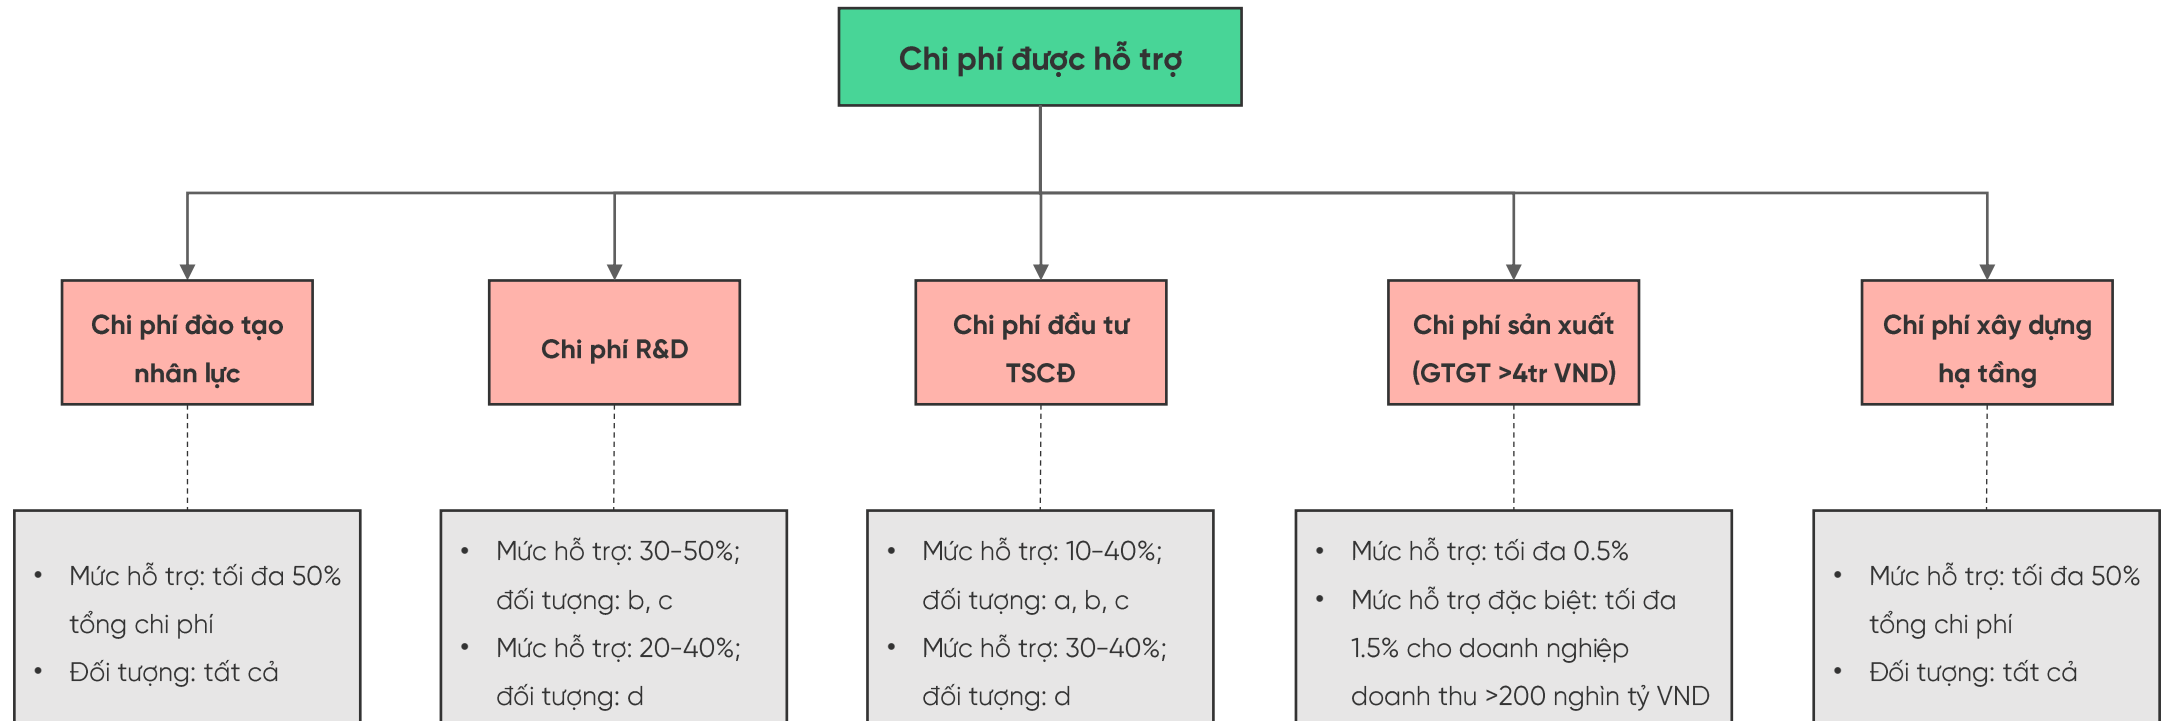 Chi phí được hỗ trợ
Chi phí đào tạo
nhân lực
Chi phí R&D
Chi phí đầu tư
TSCĐ
Chi phí sản xuất
(GTGT >4tr VND)
Chí phí xây dựng
hạ tầng
• Mức hỗ trợ: tối đa 50%
tổng chi phí
• Đối tượng: tất cả
• Mức hỗ trợ: 30-50%;
đối tượng: b, c
• Mức hỗ trợ: 20-40%;
đối tượng: d
• Mức hỗ trợ: 10-40%;
đối tượng: a, b, c
• Mức hỗ trợ: 30-40%;
đối tượng: d
• Mức hỗ trợ: tối đa 0.5%
• Mức hỗ trợ đặc biệt: tối đa
1.5% cho doanh nghiệp
doanh thu >200 nghìn tỷ VND
• Mức hỗ trợ: tối đa 50%
tổng chi phí
• Đối tượng: tất cả